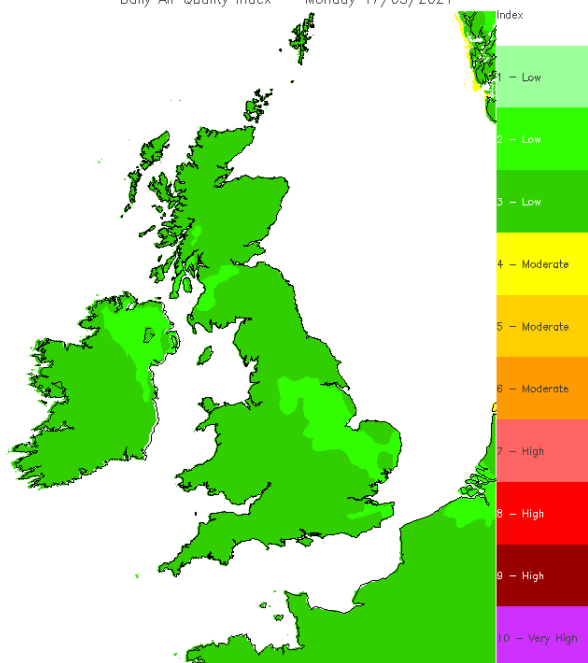 Daily Air Quality Index Monday 17/05/2021
Index
1 - Low
2 - Low
3 - Low
4 - Moderate
5 - Moderate
6 - Moderate
7 - High
8 - High
9 - High
10 - Very High